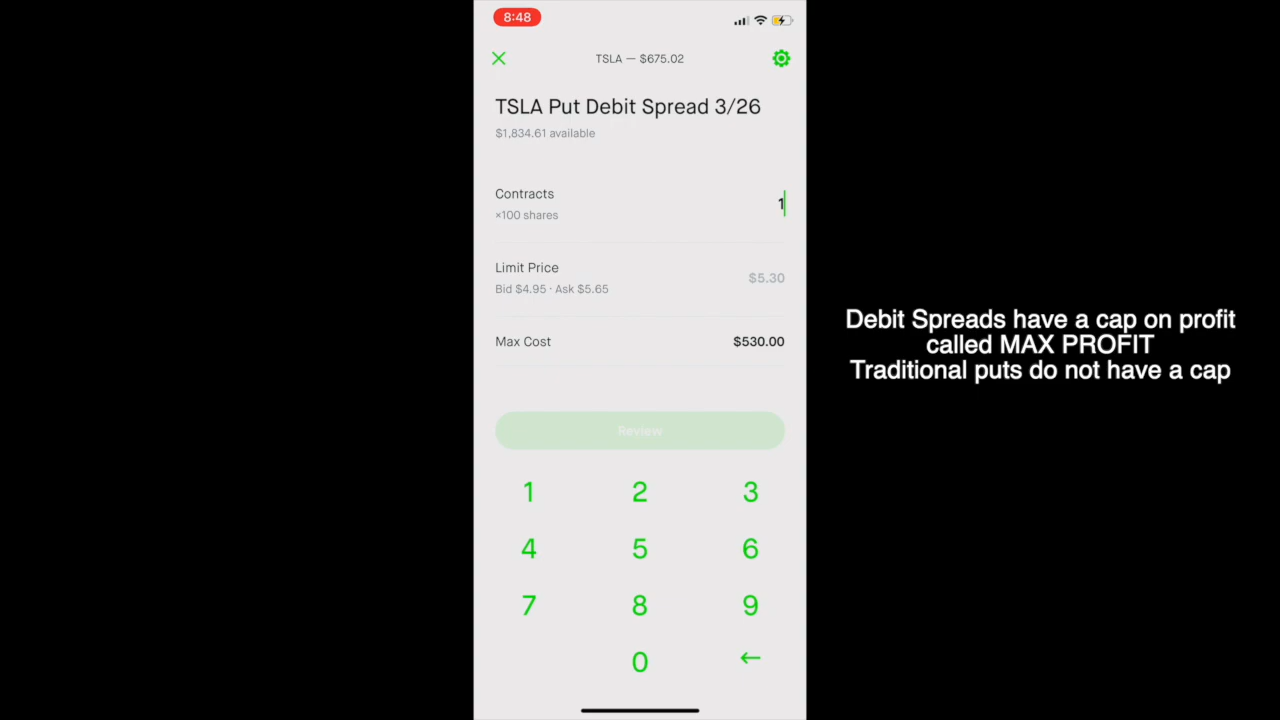 8:48
TSLA — $675.02
TSLA Put Debit Spread 3/26
$1,834.61 available
Contracts
×100 shares
1
Limit Price
Bid $4.95 · Ask $5.65
$5.30
Max Cost
$530.00
Debit Spreads have a cap on profit
called MAX PROFIT
Traditional puts do not have a cap
Review
1 2 3
4 5 6
7 8 9
0